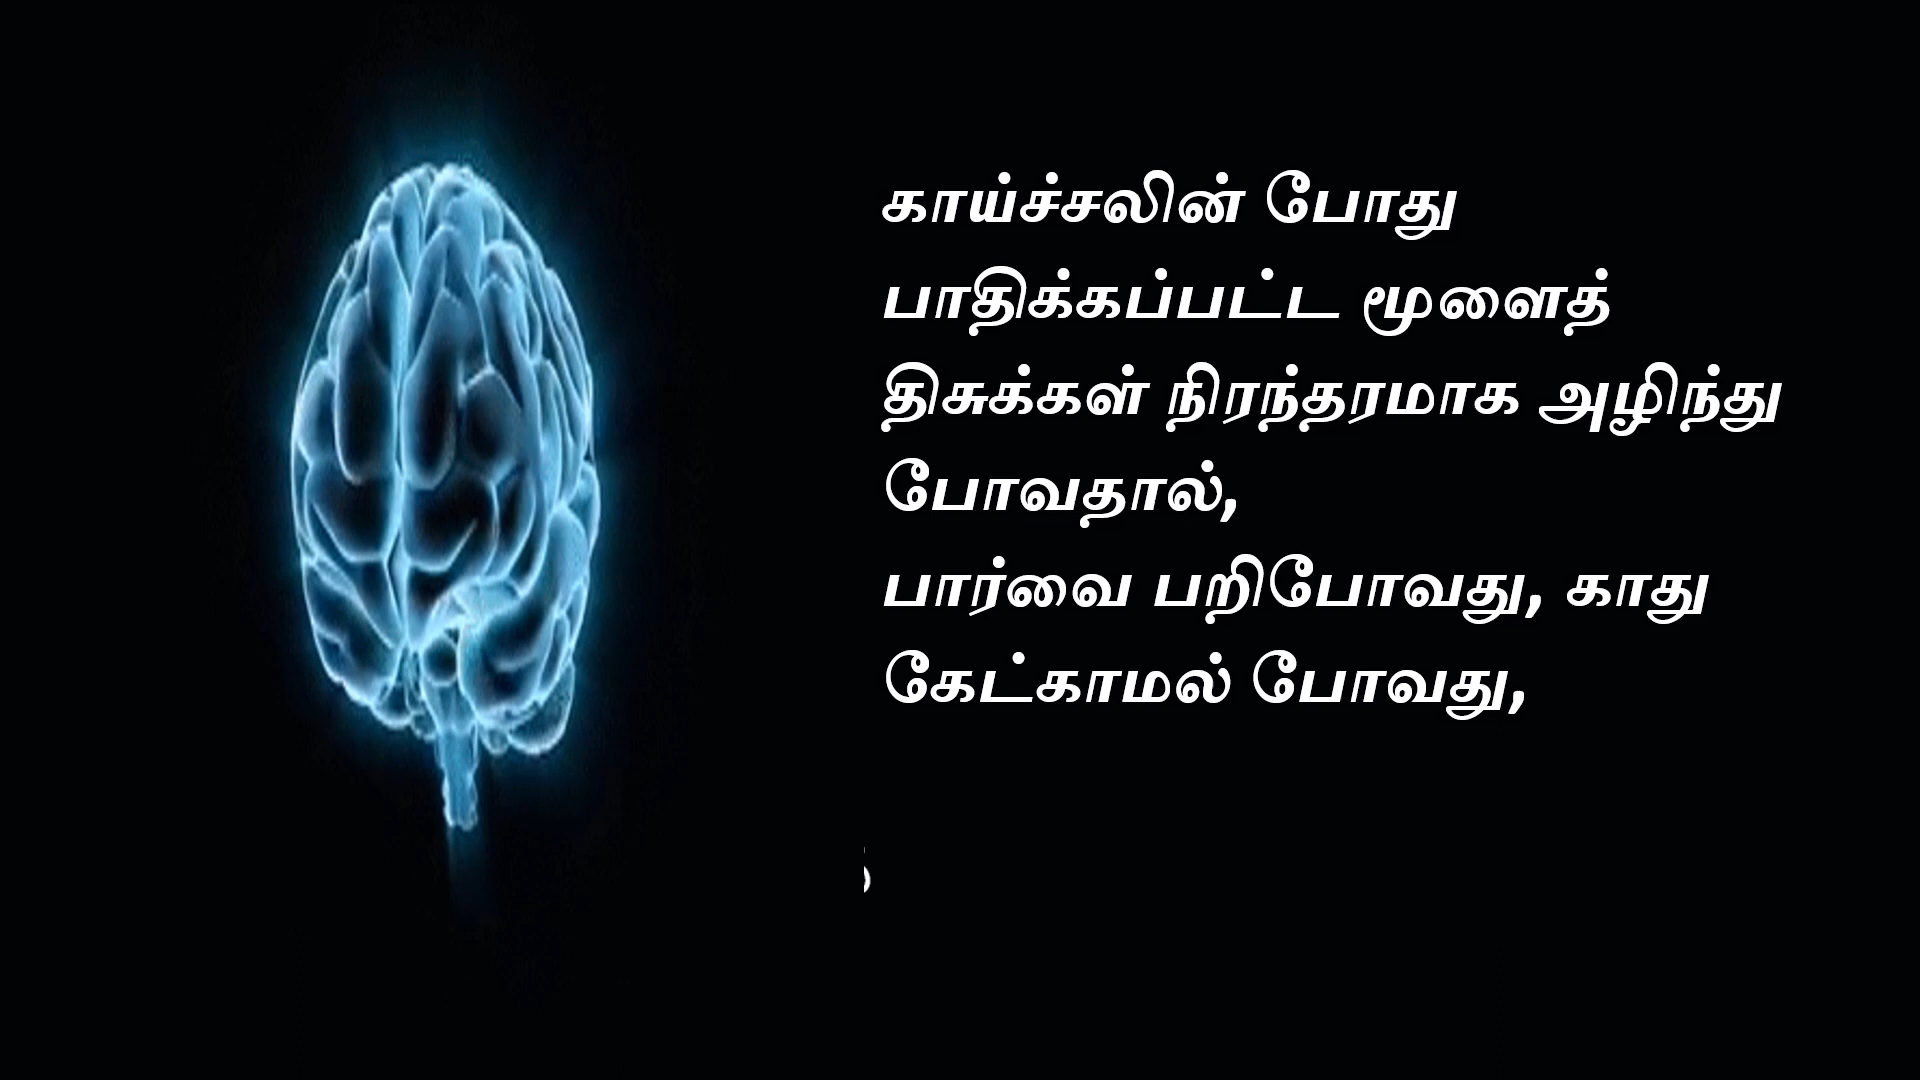 காய்ச்சலின் போது
பாதிக்கப்பட்ட மூளைத்
திசுக்கள் நிரந்தரமாக அழிந்து
போவதால்,
பார்வை பறிபோவது, காது
கேட்காமல் போவது,